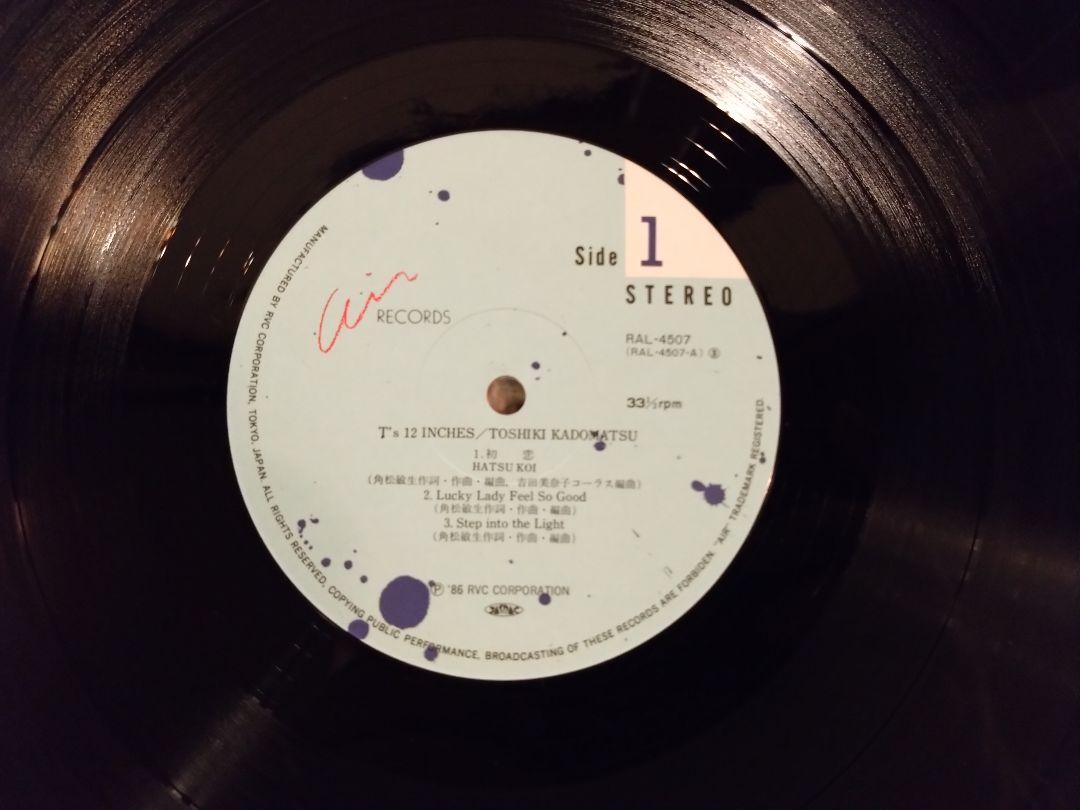 Side 1
STEREO
Air
RECORDS
RAL-4507
(RAL-4507-A) Ⓢ
33⅓rpm
T's 12 INCHES/TOSHIKI KADOMATSU
1.初 恋
HATSU KOI
(角松敏生作詞・作曲・編曲, 吉田美奈子コーラス編曲)
2. Lucky Lady Feel So Good
(角松敏生作詞・作曲・編曲)
3. Step into the Light
(角松敏生作詞・作曲・編曲)
Ⓟ '86 RVC CORPORATION
JASRAC
MANUFACTURED BY RVC CORPORATION, TOKYO, JAPAN. ALL RIGHTS RESERVED, COPYING PUBLIC PERFORMANCE, BROADCASTING OF THESE RECORDS ARE FORBIDEN. "AIR" TRADEMARK REGISTERED.